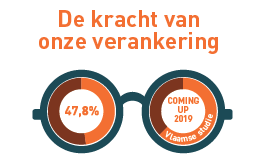 De kracht van
onze verankering
47,8%
COMING
UP
2019
vlaamse studie